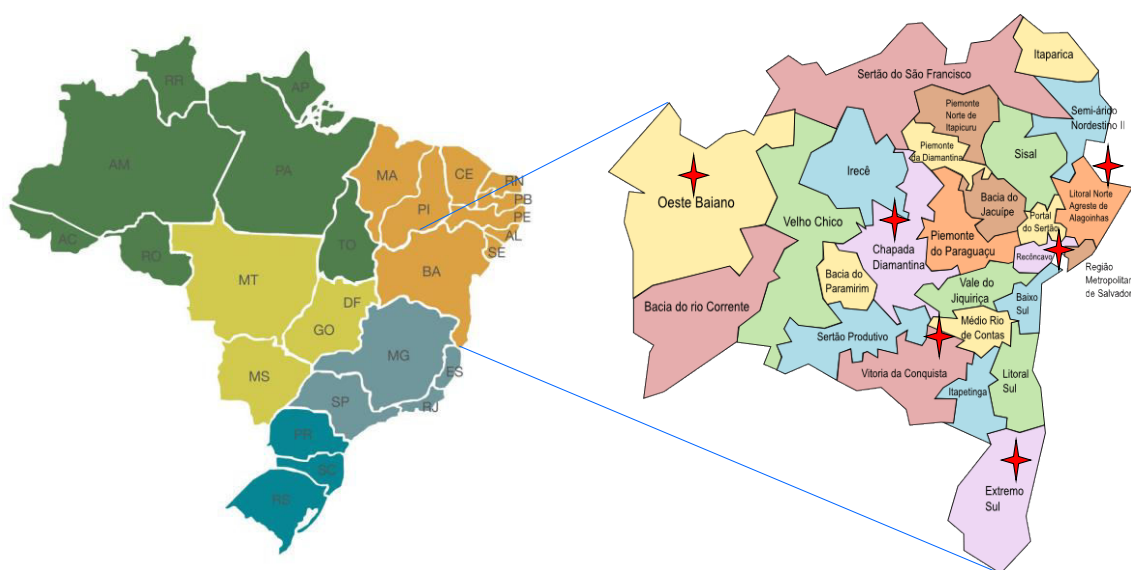 RR
AP
AM
PA
MA
CE
RN
PB
PI
PE
AL
SE
AC
RO
TO
BA
MT
DF
GO
MG
ES
MS
SP
RJ
PR
SC
RS
Itaparica
Sertão do São Francisco
Piemonte
Norte de
Itapicuru
Semi-árido
Nordestino II
Piemonte
da Diamantina
Sisal
Irecê
Oeste Baiano
Bacia do
Jacuípe
Litoral Norte
Agreste de
Alagoinhas
Portal
do Sertão
Velho Chico
Chapada
Diamantina
Piemonte
do Paraguaçu
Recôncavo
Região
Metropolitan
de Salvador
Bacia do
Paramirim
Vale do
Jiquiriça
Baixo
Sul
Bacia do rio Corrente
Médio Rio
de Contas
Sertão Produtivo
Vitoria da Conquista
Itapetinga
Litoral
Sul
Extremo
Sul